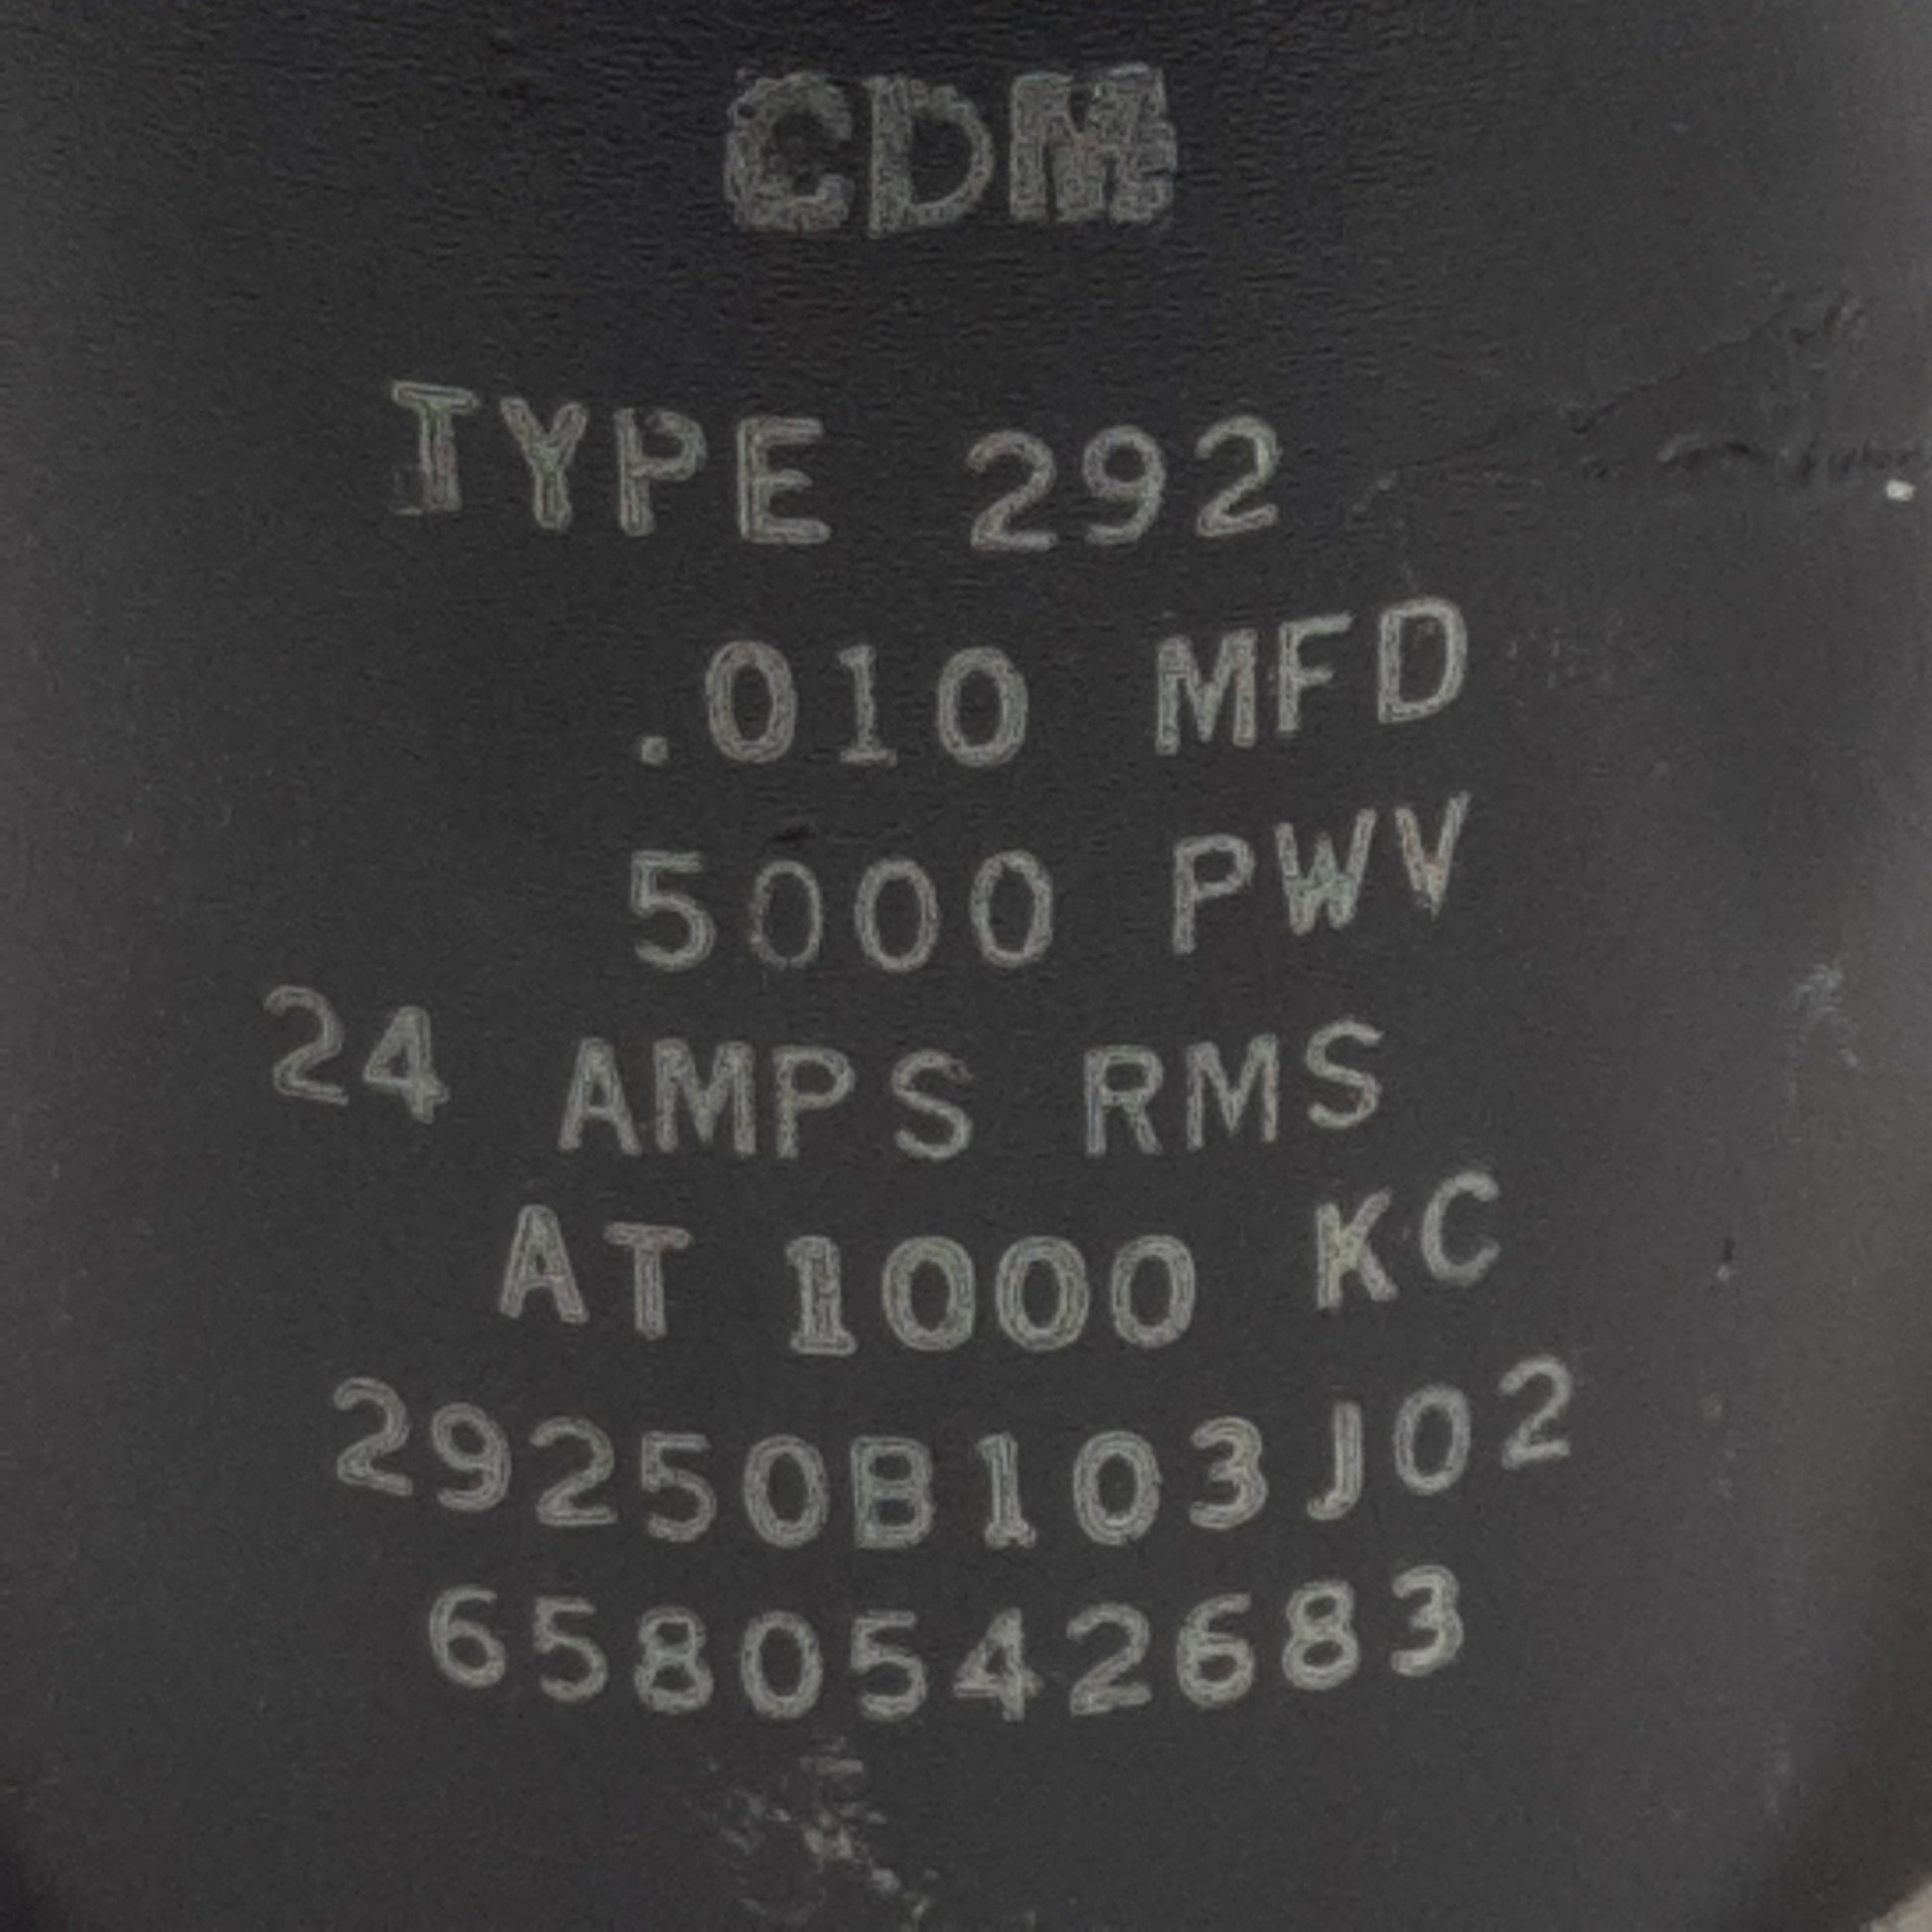 CDM
TYPE 292
.010 MFD
5000 PWV
24 AMPS RMS
AT 1000 KC
29250B103J02
6580542683